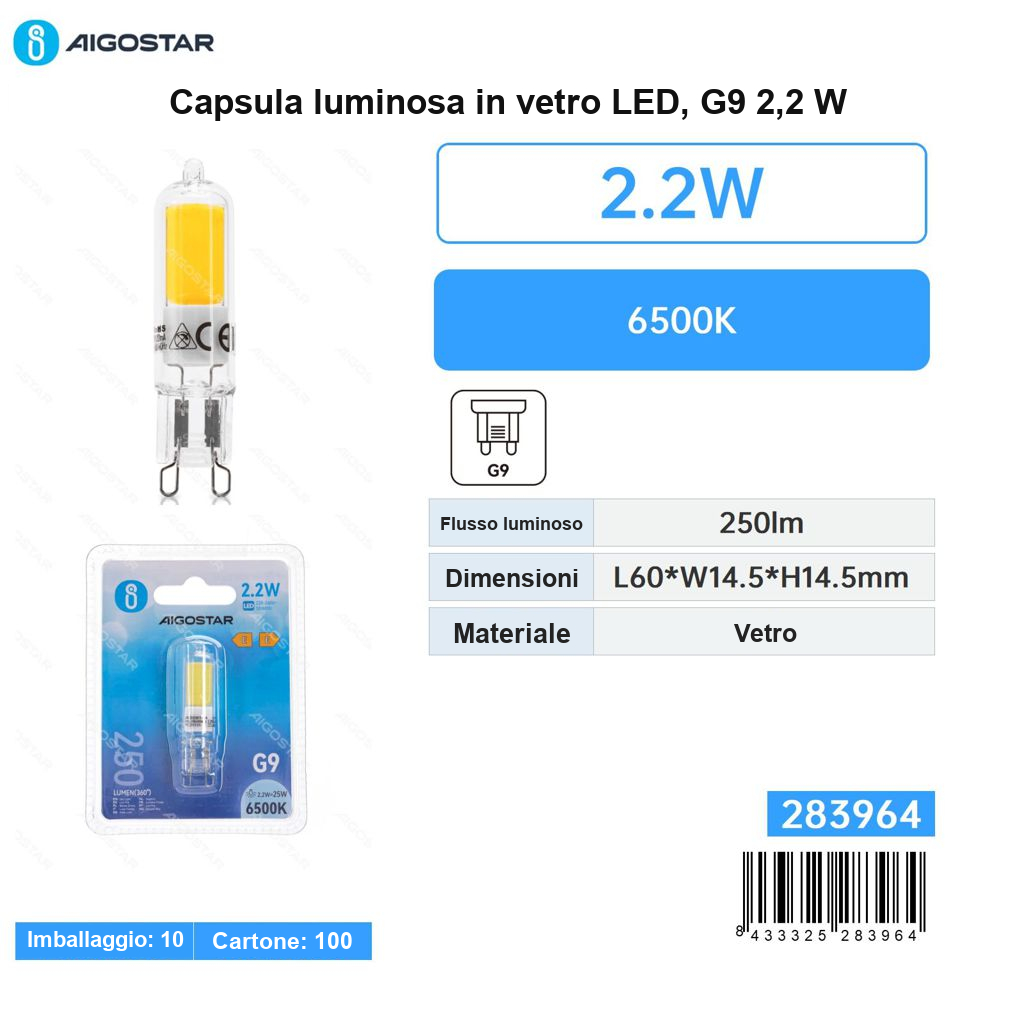 AIGOSTAR
Capsula luminosa in vetro LED, G9 2,2 W
2.2W
6500K
G9
Flusso luminoso 250lm
Dimensioni L60*W14.5*H14.5mm
Materiale Vetro
CE
2.2W
LED
AIGOSTAR
250
LUMEN(360°)
G9
2.2W=25W
6500K
283964
8 433325 283964
Imballaggio: 10 Cartone: 100